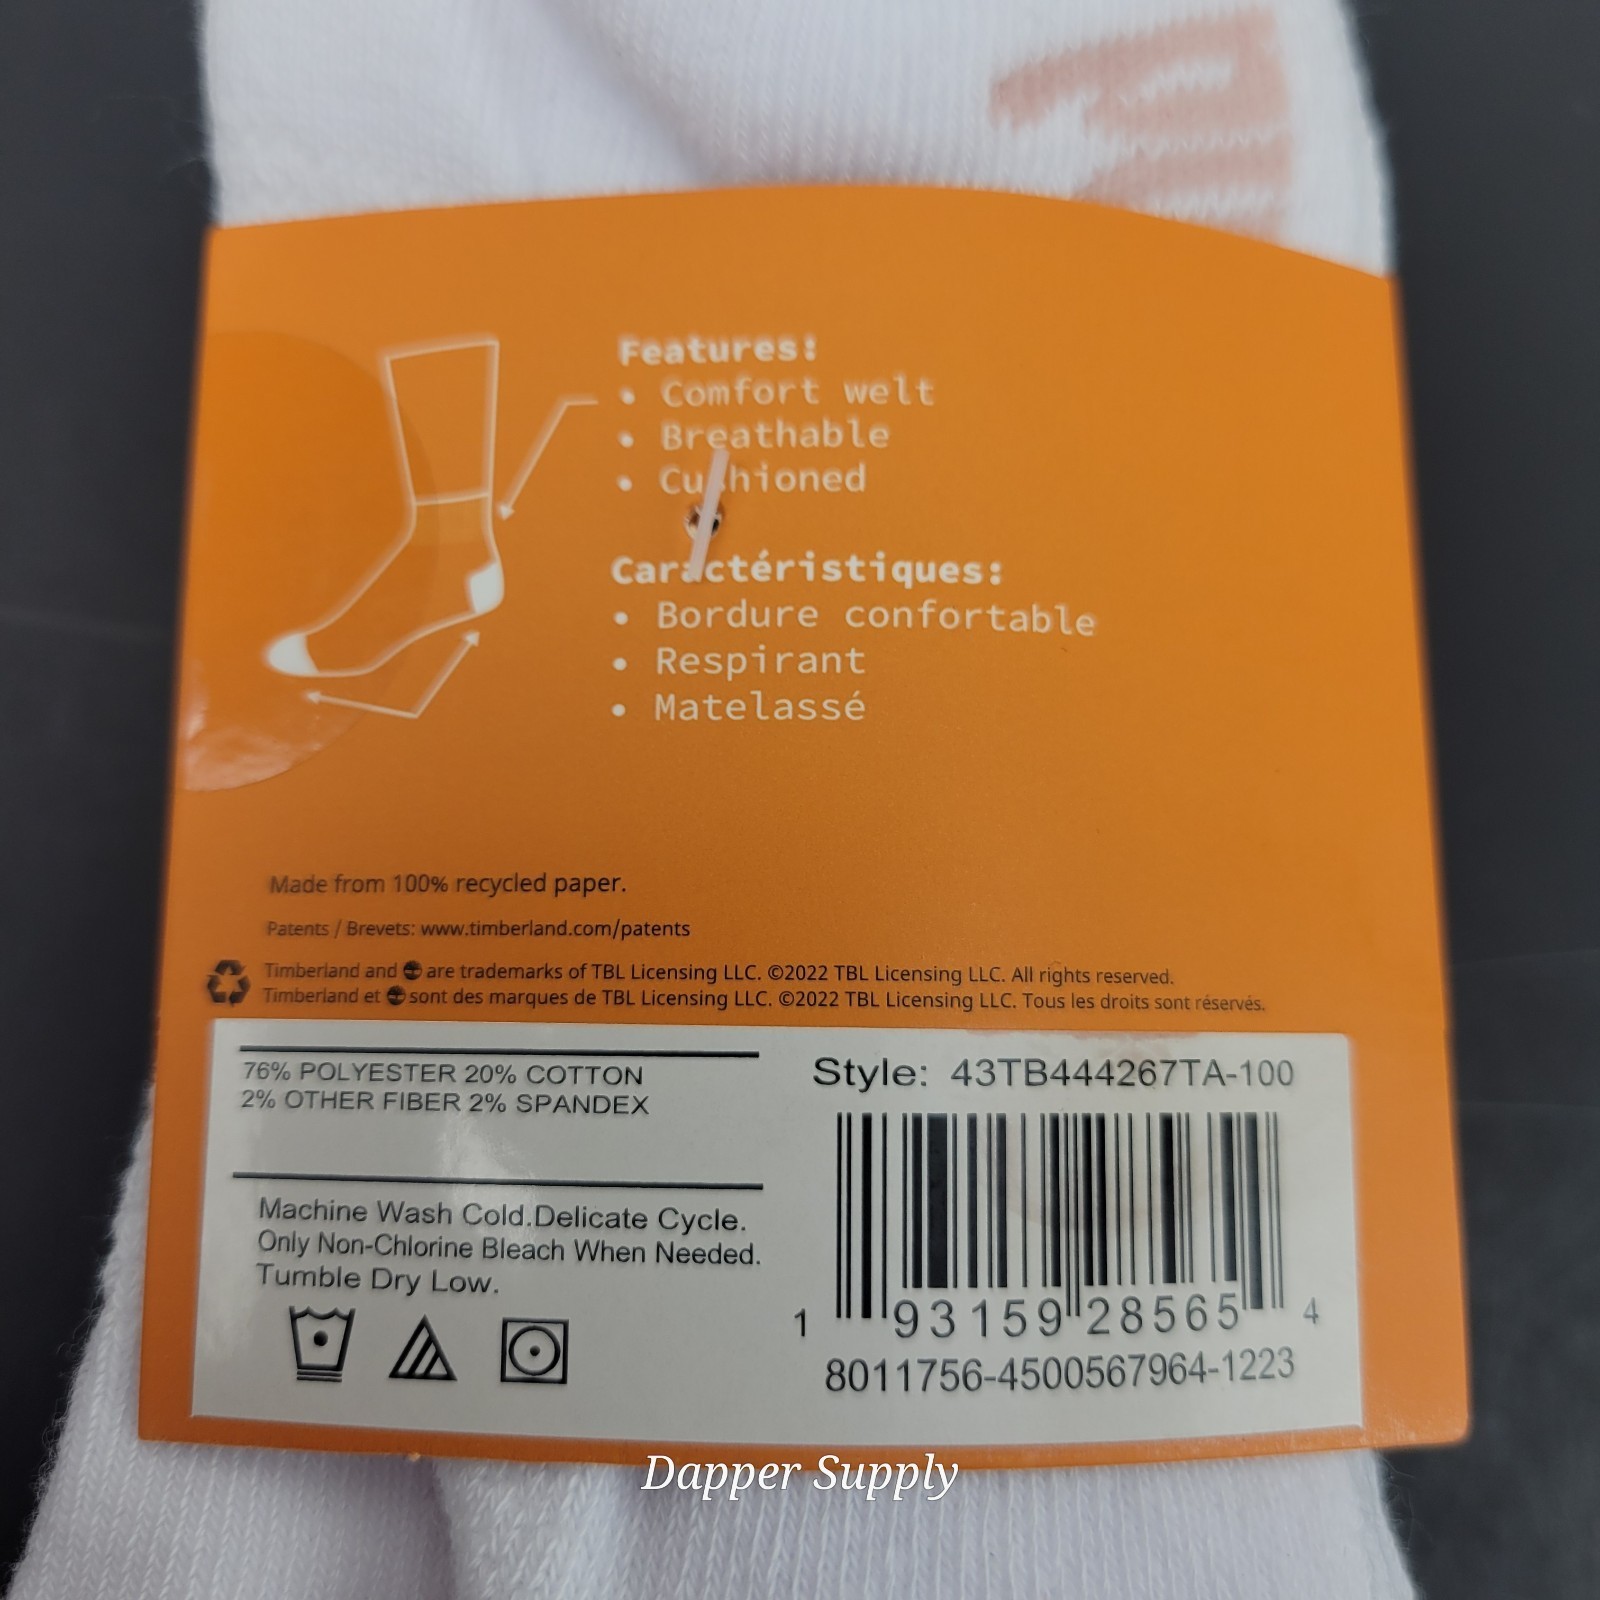 Features:
• Comfort welt
• Breathable
• Cushioned
Caractéristiques:
• Bordure confortable
• Respirant
• Matelassé
Made from 100% recycled paper.
Patents / Brevets: www.timberland.com/patents
Timberland and are trademarks of TBL Licensing LLC. ©2022 TBL Licensing LLC. All rights reserved.
Timberland et sont des marques de TBL Licensing LLC. ©2022 TBL Licensing LLC. Tous les droits sont réservés.
76% POLYESTER 20% COTTON
2% OTHER FIBER 2% SPANDEX
Machine Wash Cold.Delicate Cycle.
Only Non-Chlorine Bleach When Needed.
Tumble Dry Low.
Style: 43TB444267TA-100
1 93159 28565 4
8011756-4500567964-1223
Dapper Supply